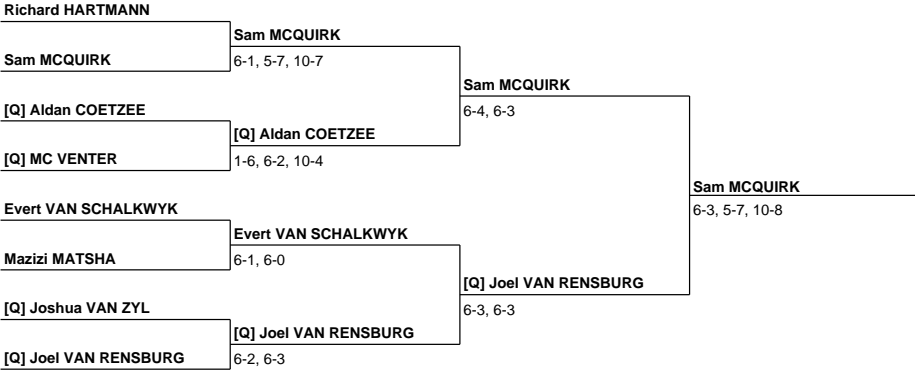 Richard HARTMANN
Sam MCQUIRK
Sam MCQUIRK
6-1, 5-7, 10-7
Sam MCQUIRK
6-4, 6-3
[Q] Aldan COETZEE
[Q] Aldan COETZEE
[Q] MC VENTER
1-6, 6-2, 10-4
Sam MCQUIRK
6-3, 5-7, 10-8
Evert VAN SCHALKWYK
Evert VAN SCHALKWYK
Mazizi MATSHA
6-1, 6-0
[Q] Joel VAN RENSBURG
6-3, 6-3
[Q] Joshua VAN ZYL
[Q] Joel VAN RENSBURG
[Q] Joel VAN RENSBURG
6-2, 6-3